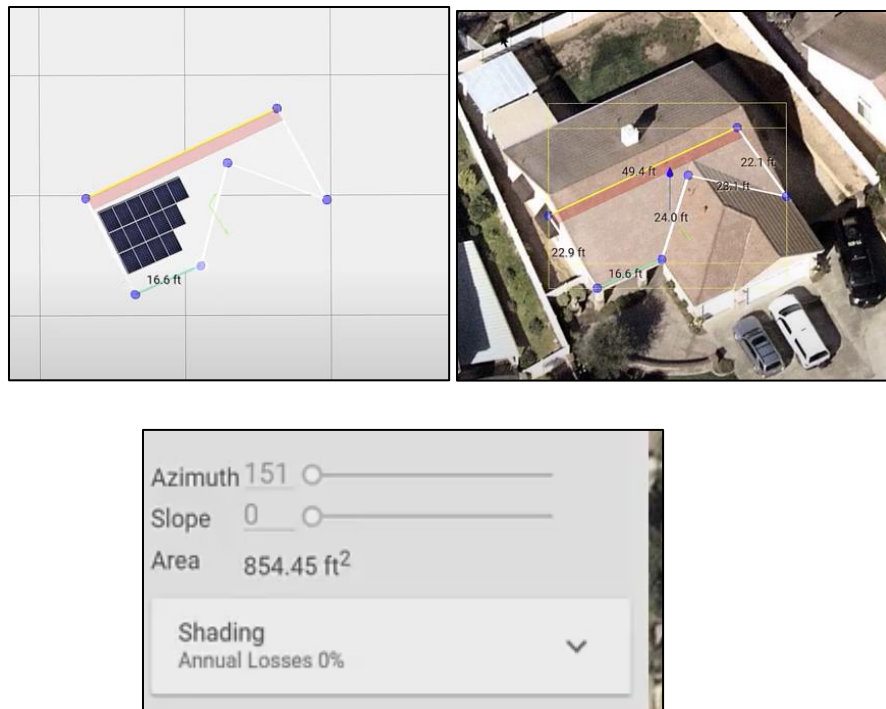 16.6 ft
49.4 ft
22.1 ft
23.1 ft
24.0 ft
22.9 ft
16.6 ft
Azimuth 151
Slope 0
Area 854.45 ft²
Shading
Annual Losses 0%